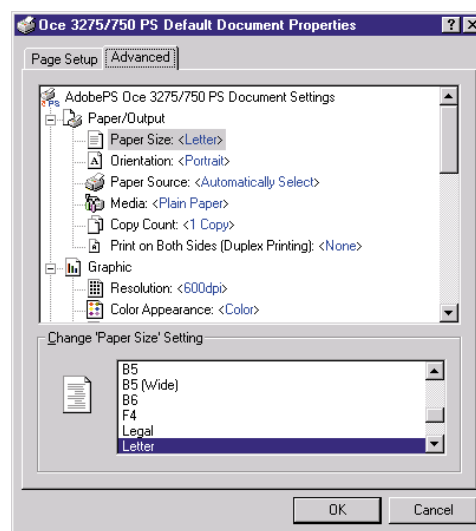 Oce 3275/750 PS Default Document Properties
Page Setup Advanced
AdobePS Oce 3275/750 PS Document Settings
Paper/Output
Paper Size: <Letter>
Orientation: <Portrait>
Paper Source: <Automatically Select>
Media: <Plain Paper>
Copy Count: <1 Copy>
Print on Both Sides (Duplex Printing): <None>
Graphic
Resolution: <600dpi>
Color Appearance: <Color>
Change 'Paper Size' Setting
B5
B5 (Wide)
B6
F4
Legal
Letter
OK Cancel